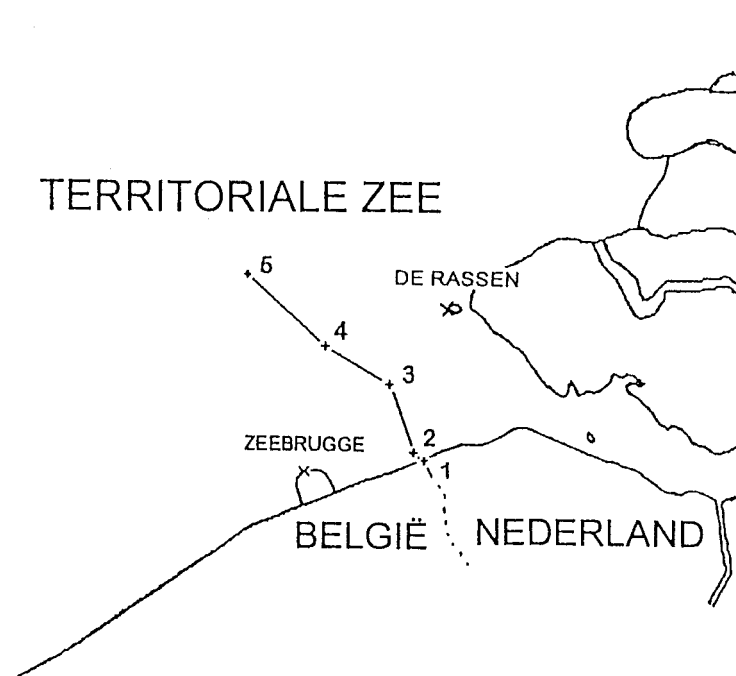 TERRITORIALE ZEE
5
DE RASSEN
4
3
ZEEBRUGGE
2
1
BELGIË
NEDERLAND